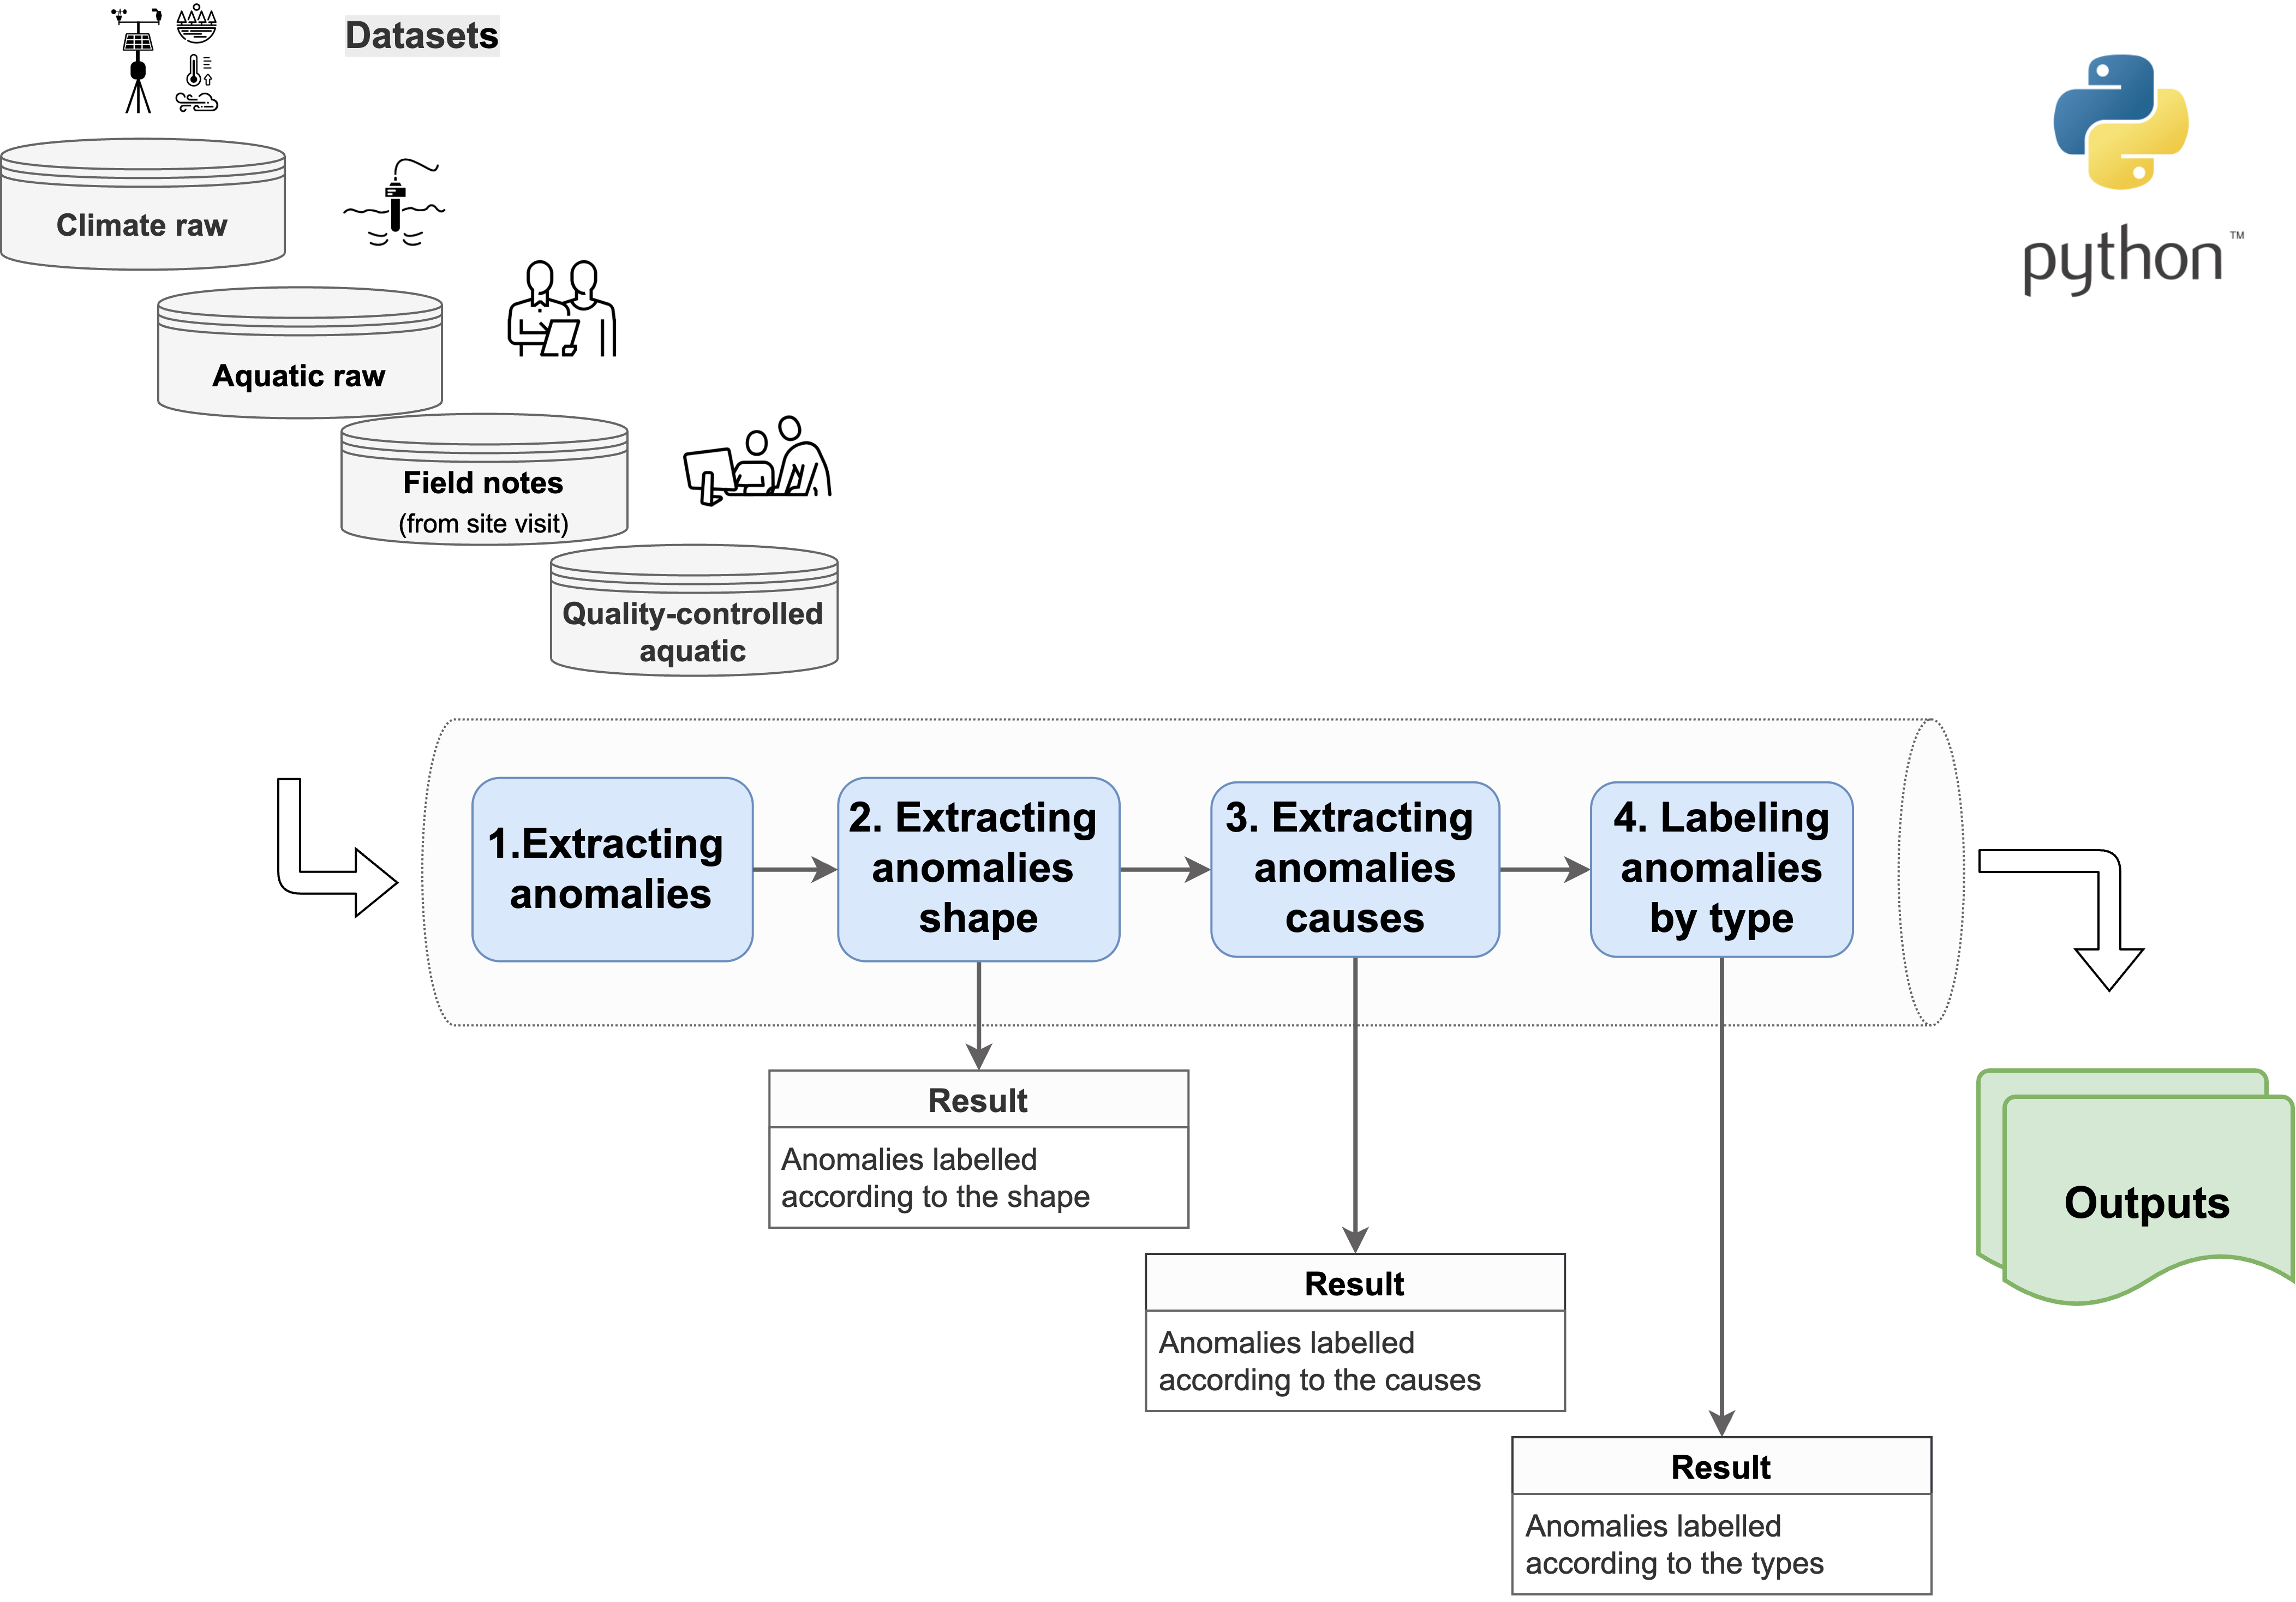 Datasets
python
TM
Climate raw
Aquatic raw
Field notes
(from site visit)
Quality-controlled
aquatic
1.Extracting
anomalies
2. Extracting
anomalies
shape
3. Extracting
anomalies
causes
4. Labeling
anomalies
by type
Result
Anomalies labelled
according to the shape
Result
Anomalies labelled
according to the causes
Result
Anomalies labelled
according to the types
Outputs